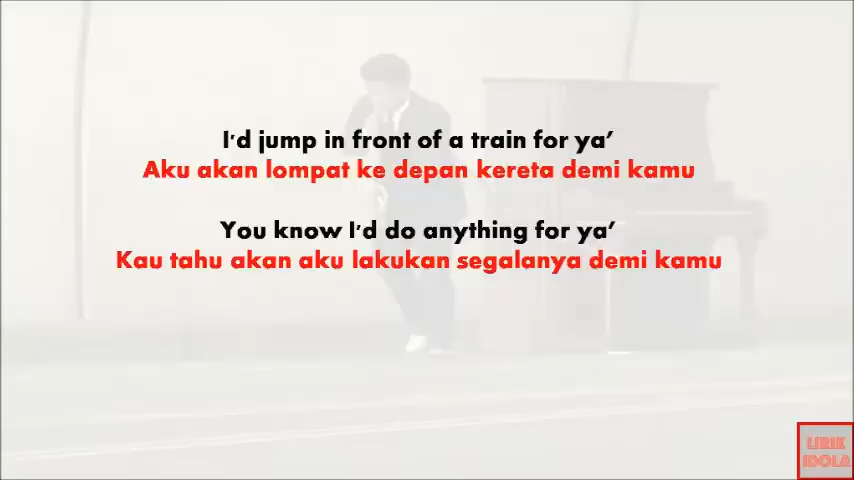 I'd jump in front of a train for ya'
Aku akan lompat ke depan kereta demi kamu
You know I'd do anything for ya'
Kau tahu akan aku lakukan segalanya demi kamu
LIRIK
IDOLA